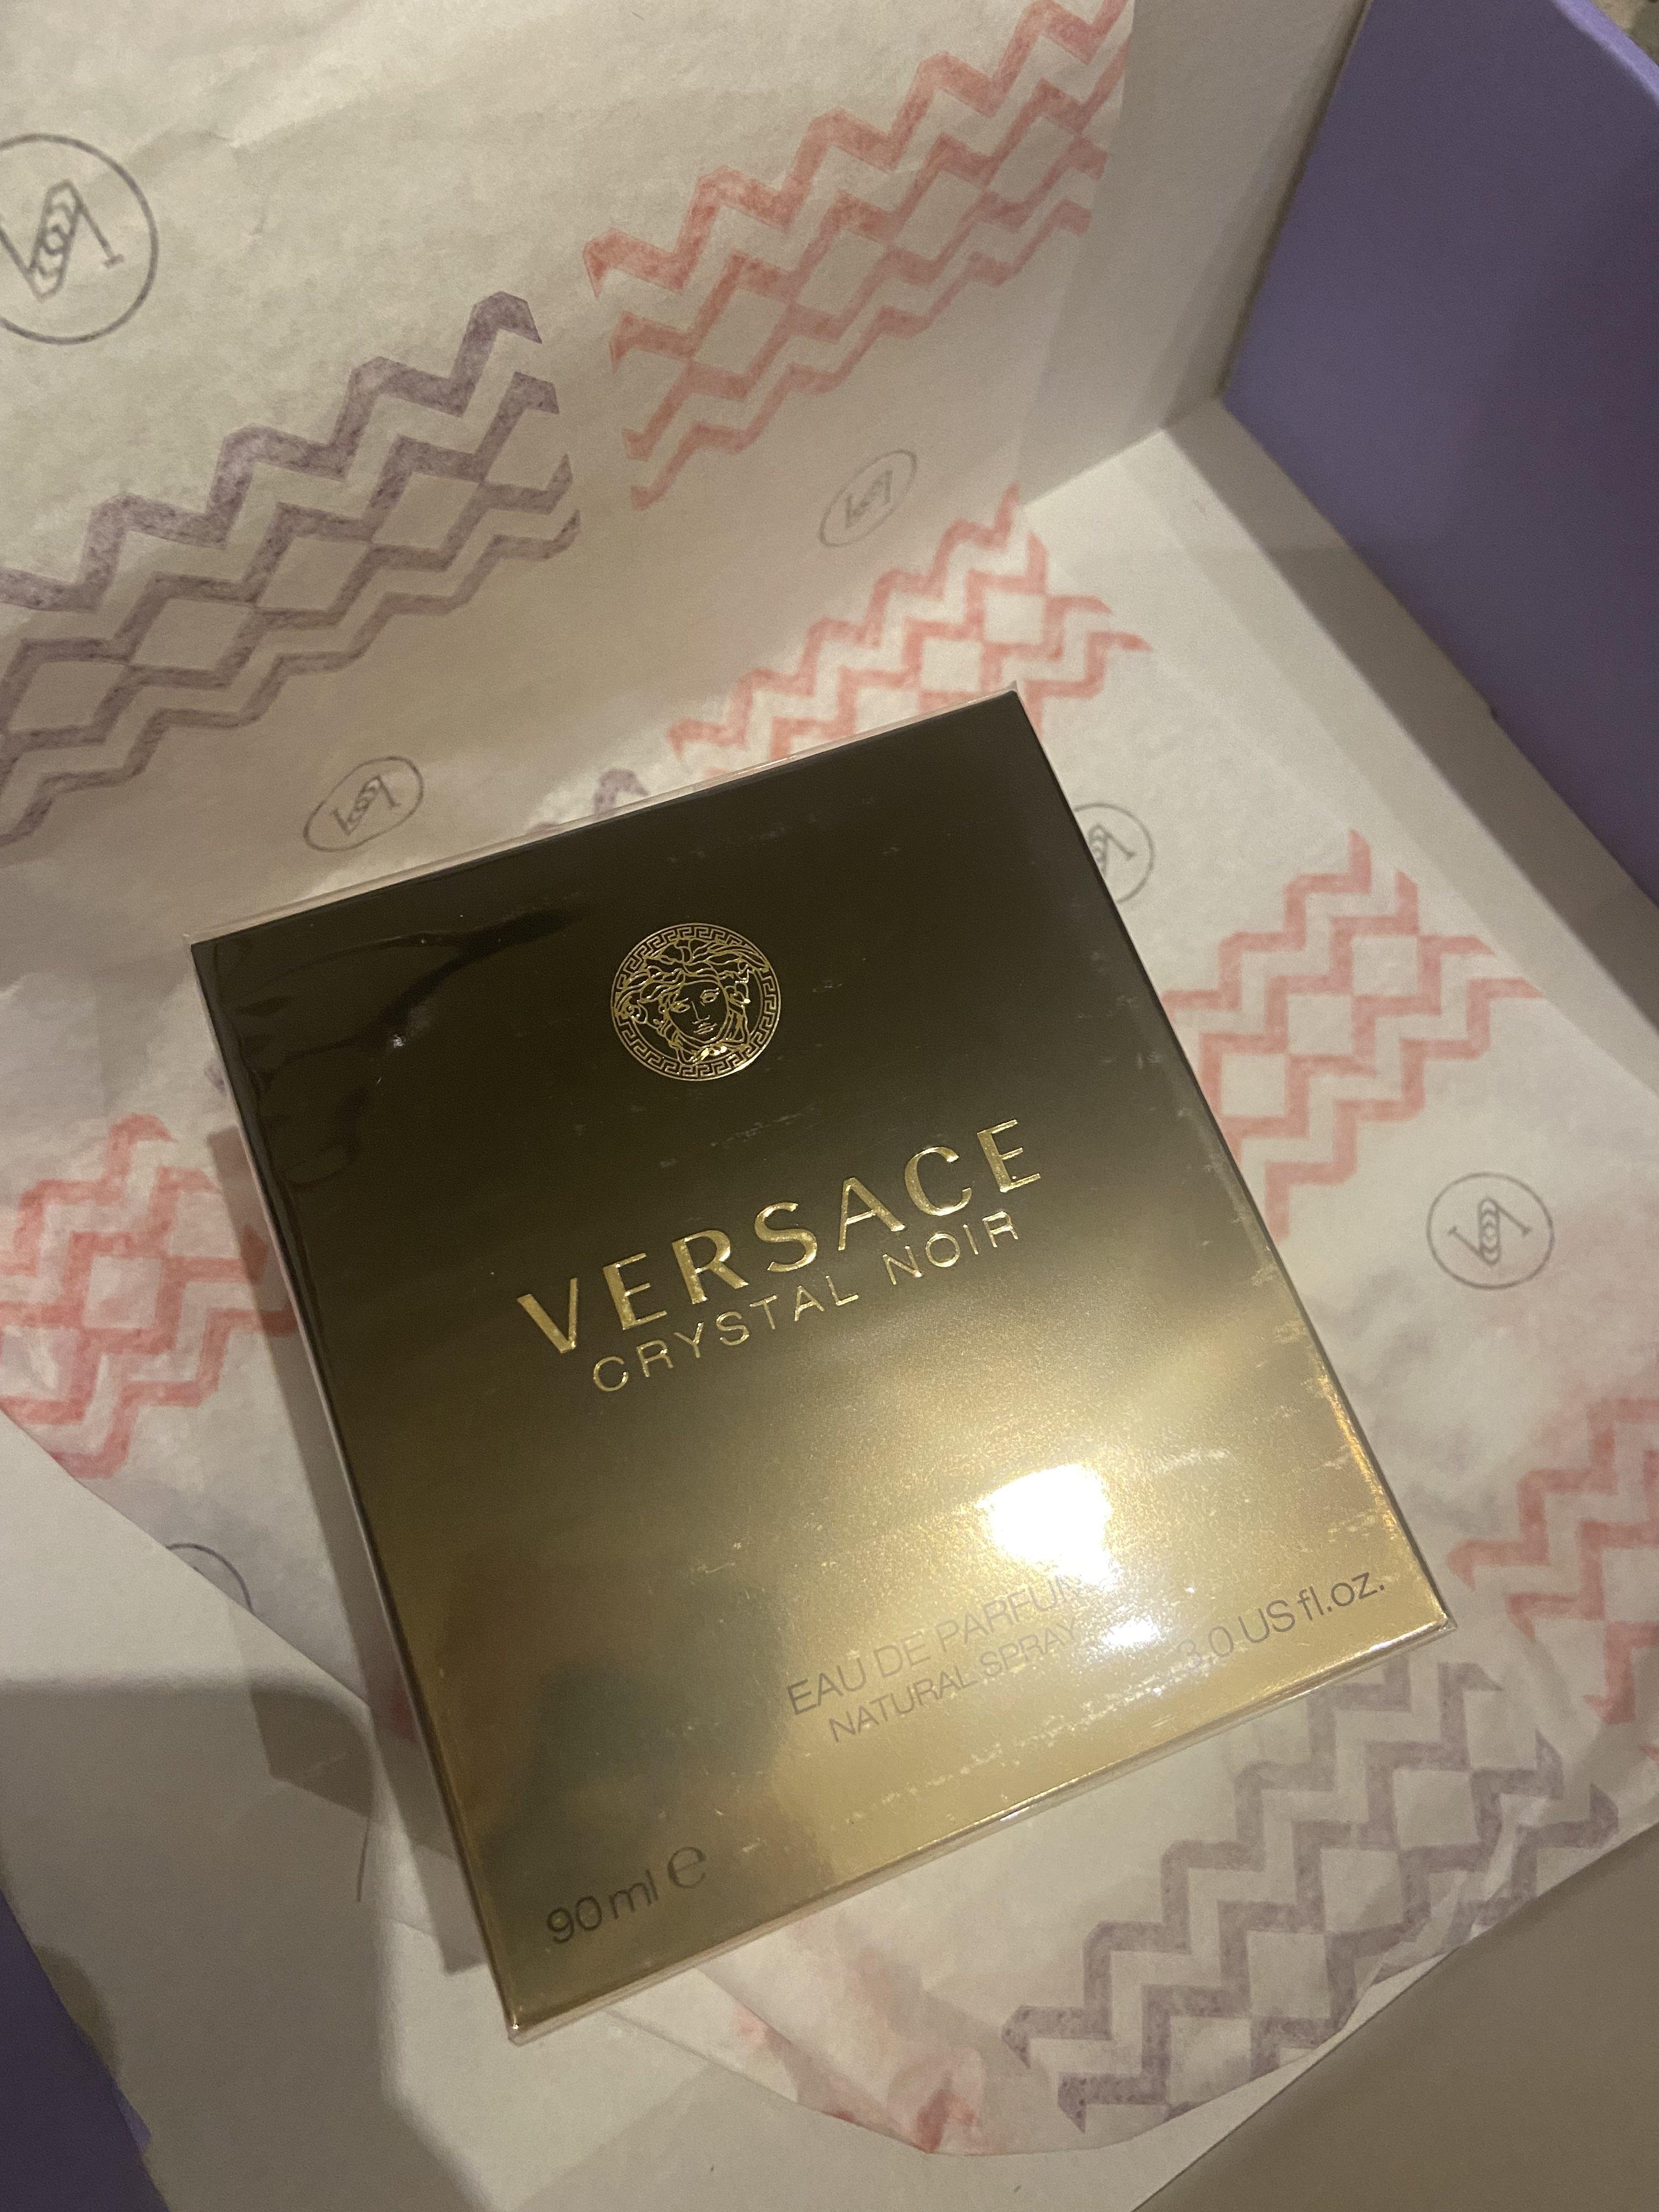 VERSACE
CRYSTAL NOIR
EAU DE PARFUM
NATURAL SPRAY
90 ml e
3.0 US fl.oz.